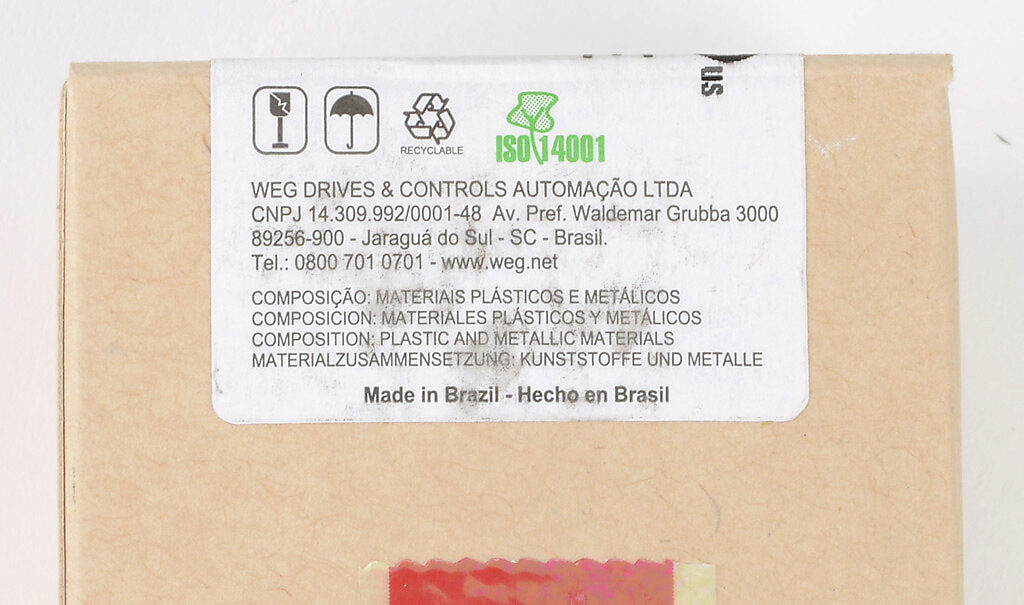 us
RECYCLABLE
ISO 14001
WEG DRIVES & CONTROLS AUTOMAÇÃO LTDA
CNPJ 14.309.992/0001-48 Av. Pref. Waldemar Grubba 3000
89256-900 - Jaraguá do Sul - SC - Brasil.
Tel.: 0800 701 0701 - www.weg.net
COMPOSIÇÃO: MATERIAIS PLÁSTICOS E METÁLICOS
COMPOSICION: MATERIALES PLÁSTICOS Y METÁLICOS
COMPOSITION: PLASTIC AND METALLIC MATERIALS
MATERIALZUSAMMENSETZUNG: KUNSTSTOFFE UND METALLE
Made in Brazil - Hecho en Brasil